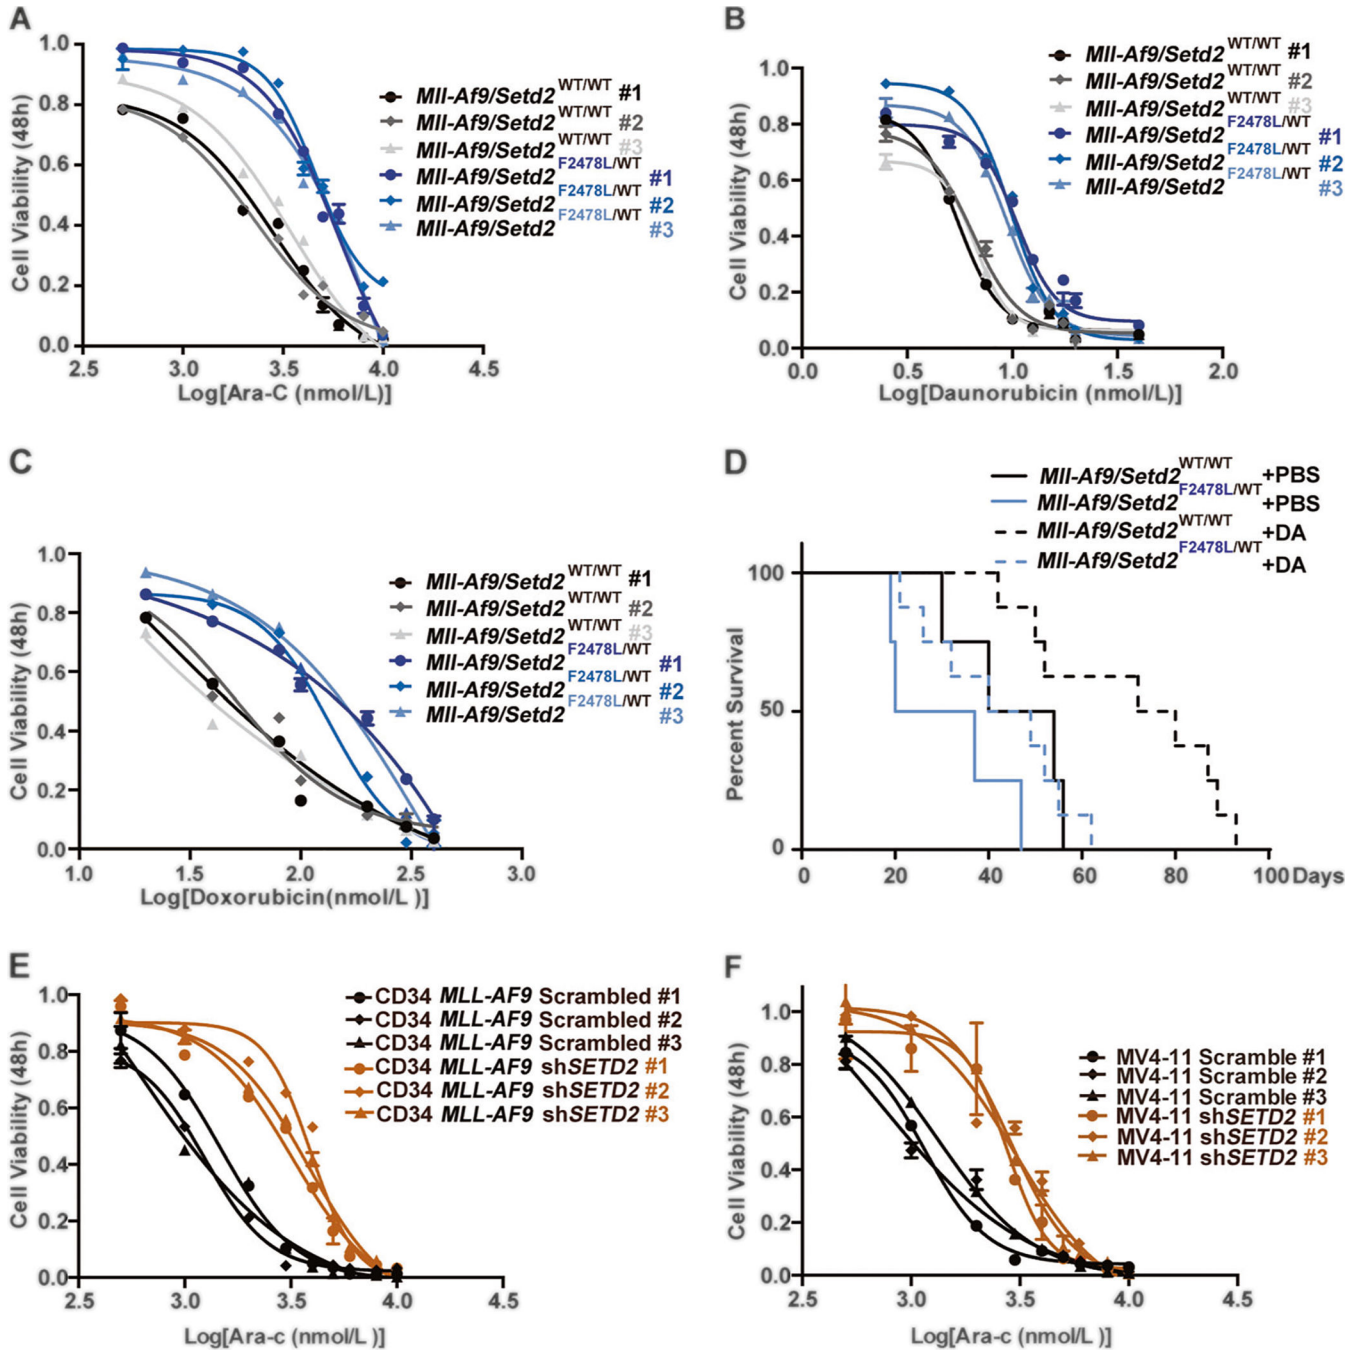 A
Cell Viability (48h)
1.0
0.8
0.6
0.4
0.2
0.0
2.5 3.0 3.5 4.0 4.5
Log[Ara-C (nmol/L)]
Mll-Af9/Setd2 WT/WT #1
Mll-Af9/Setd2 WT/WT #2
Mll-Af9/Setd2 WT/WT #3
Mll-Af9/Setd2 F2478L/WT #1
Mll-Af9/Setd2 F2478L/WT #2
Mll-Af9/Setd2 F2478L/WT #3
B
Cell Viability (48h)
1.0
0.8
0.6
0.4
0.2
0.0
0.0 0.5 1.0 1.5 2.0
Log[Daunorubicin (nmol/L)]
Mll-Af9/Setd2 WT/WT #1
Mll-Af9/Setd2 WT/WT #2
Mll-Af9/Setd2 WT/WT #3
Mll-Af9/Setd2 F2478L/WT #1
Mll-Af9/Setd2 F2478L/WT #2
Mll-Af9/Setd2 F2478L/WT #3
C
Cell Viability (48h)
1.0
0.8
0.6
0.4
0.2
0.0
1.0 1.5 2.0 2.5 3.0
Log[Doxorubicin(nmol/L )]
Mll-Af9/Setd2 WT/WT #1
Mll-Af9/Setd2 WT/WT #2
Mll-Af9/Setd2 WT/WT #3
Mll-Af9/Setd2 F2478L/WT #1
Mll-Af9/Setd2 F2478L/WT #2
Mll-Af9/Setd2 F2478L/WT #3
D
Mll-Af9/Setd2 WT/WT +PBS
Mll-Af9/Setd2 F2478L/WT +PBS
Mll-Af9/Setd2 WT/WT +DA
Mll-Af9/Setd2 F2478L/WT +DA
Percent Survival
100
50
0
0 20 40 60 80 100 Days
E
Cell Viability (48h)
1.0
0.8
0.6
0.4
0.2
0.0
2.5 3.0 3.5 4.0 4.5
Log[Ara-c (nmol/L )]
CD34 MLL-AF9 Scrambled #1
CD34 MLL-AF9 Scrambled #2
CD34 MLL-AF9 Scrambled #3
CD34 MLL-AF9 shSETD2 #1
CD34 MLL-AF9 shSETD2 #2
CD34 MLL-AF9 shSETD2 #3
F
Cell Viability (48h)
1.0
0.8
0.6
0.4
0.2
0.0
2.5 3.0 3.5 4.0 4.5
Log[Ara-c (nmol/L )]
MV4-11 Scramble #1
MV4-11 Scramble #2
MV4-11 Scramble #3
MV4-11 shSETD2 #1
MV4-11 shSETD2 #2
MV4-11 shSETD2 #3